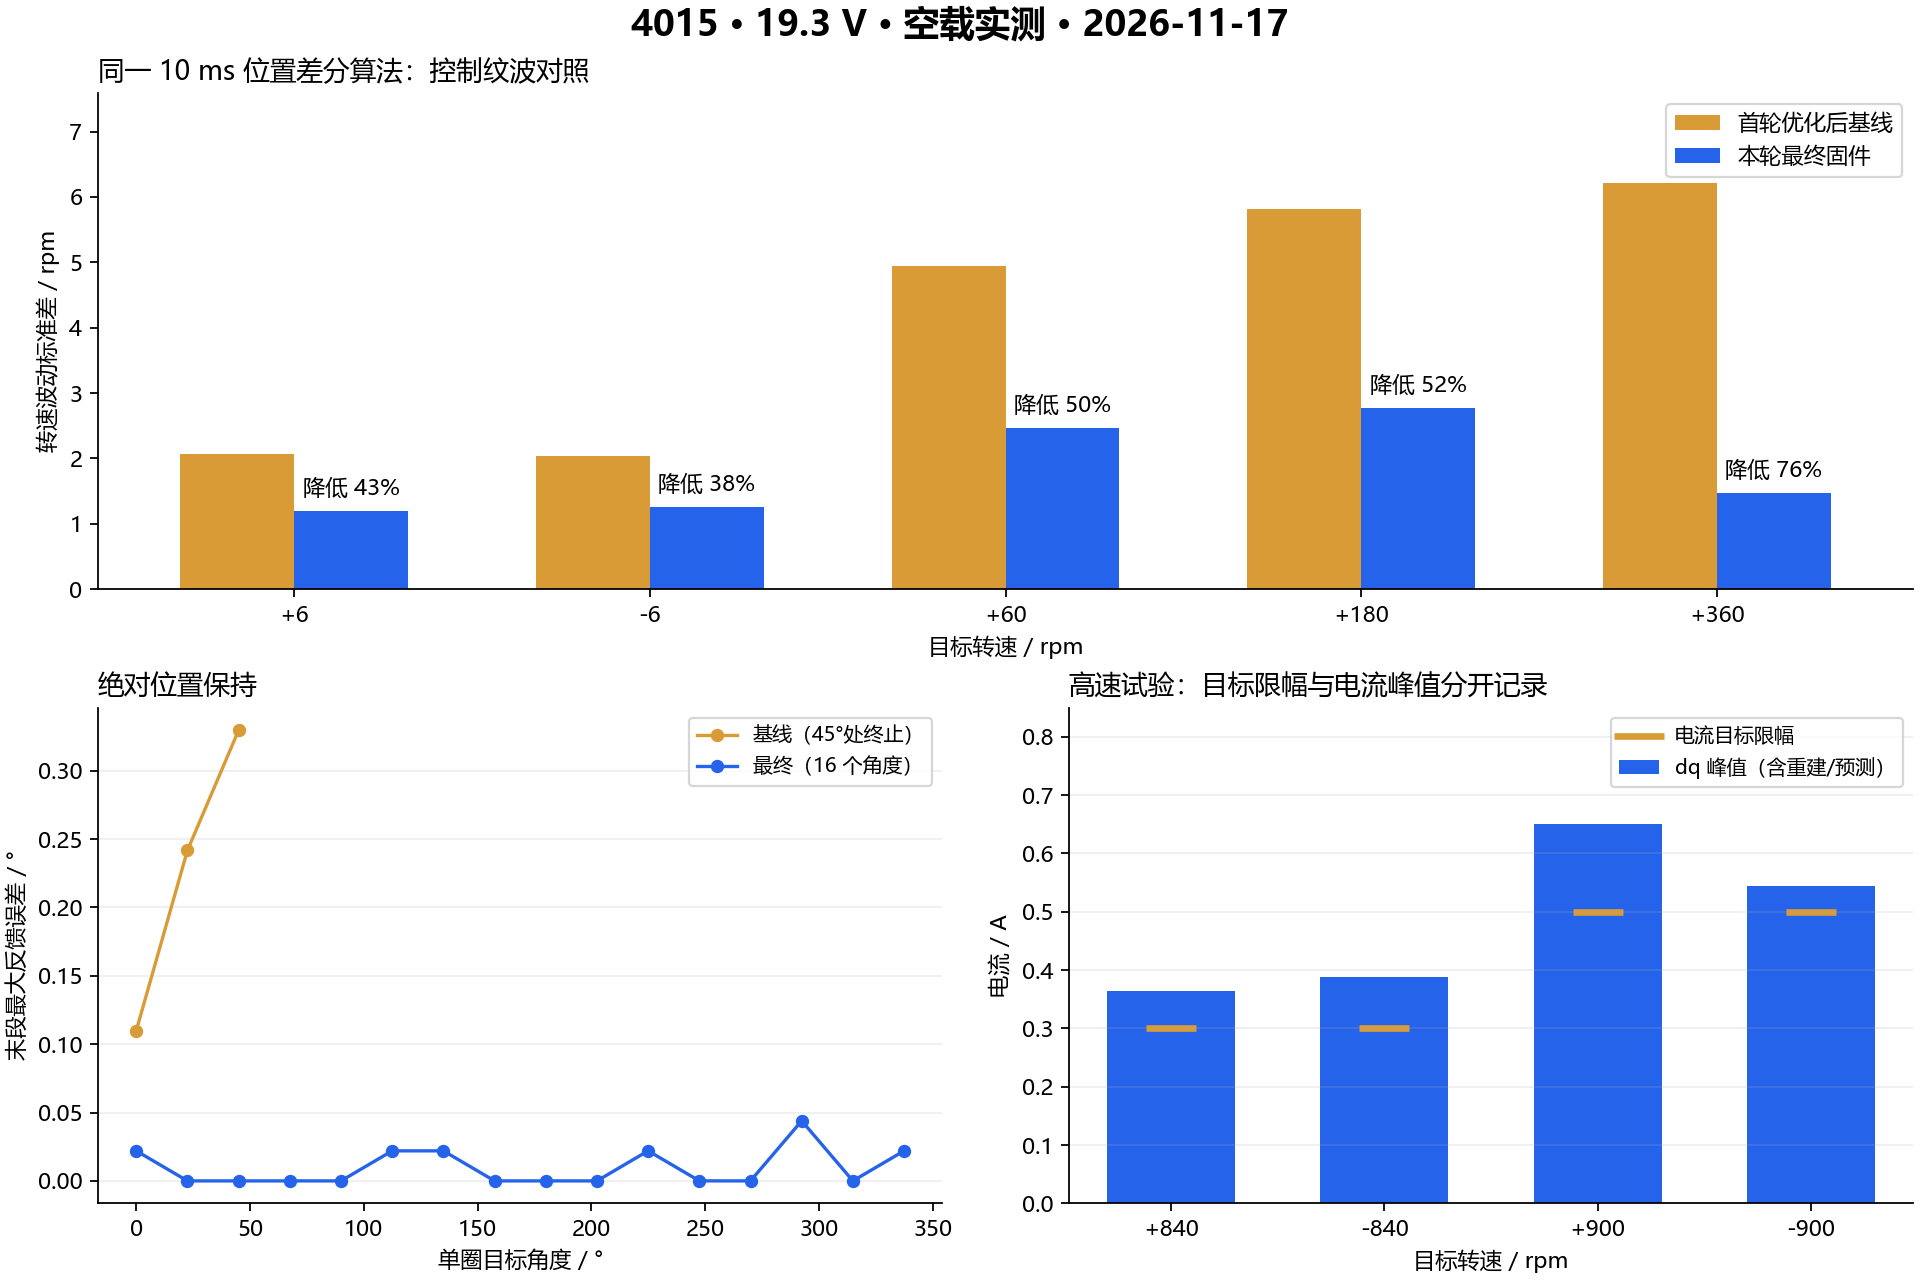 4015 • 19.3 V • 空载实测 • 2026-11-17
同一 10 ms 位置差分算法：控制纹波对照
转速波动标准差 / rpm
7
6
5
4
3
2
1
0
首轮优化后基线
本轮最终固件
降低 43%
降低 38%
降低 50%
降低 52%
降低 76%
+6
-6
+60
+180
+360
目标转速 / rpm
绝对位置保持
末段最大反馈误差 / °
0.30
0.25
0.20
0.15
0.10
0.05
0.00
基线（45°处终止）
最终（16 个角度）
0
50
100
150
200
250
300
350
单圈目标角度 / °
高速试验：目标限幅与电流峰值分开记录
电流 / A
0.8
0.7
0.6
0.5
0.4
0.3
0.2
0.1
0.0
电流目标限幅
dq 峰值（含重建/预测）
+840
-840
+900
-900
目标转速 / rpm